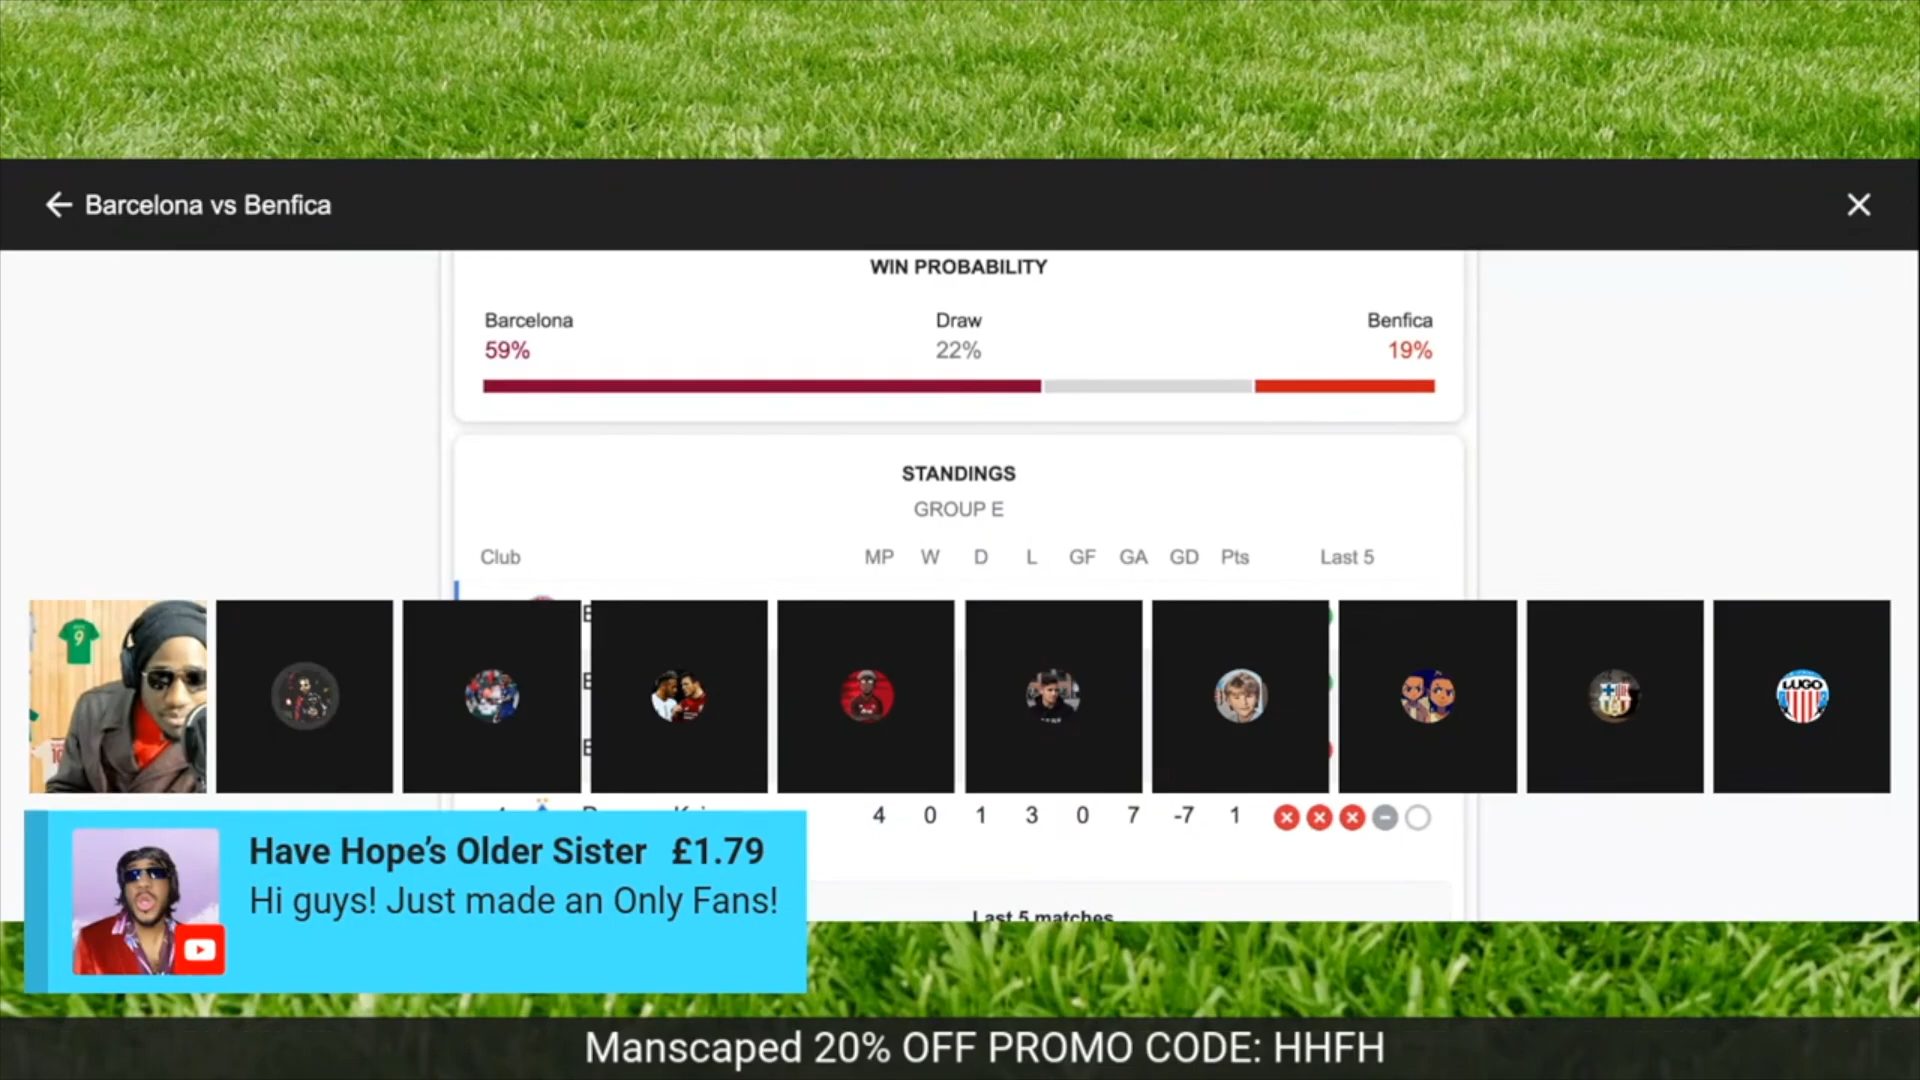 Barcelona vs Benfica
WIN PROBABILITY
Barcelona Draw Benfica
59% 22% 19%
STANDINGS
GROUP E
Club MP W D L GF GA GD Pts Last 5
9
LUGO
4 0 1 3 0 7 -7 1
Have Hope’s Older Sister £1.79
Hi guys! Just made an Only Fans!
Last 5 matches
Manscaped 20% OFF PROMO CODE: HHFH